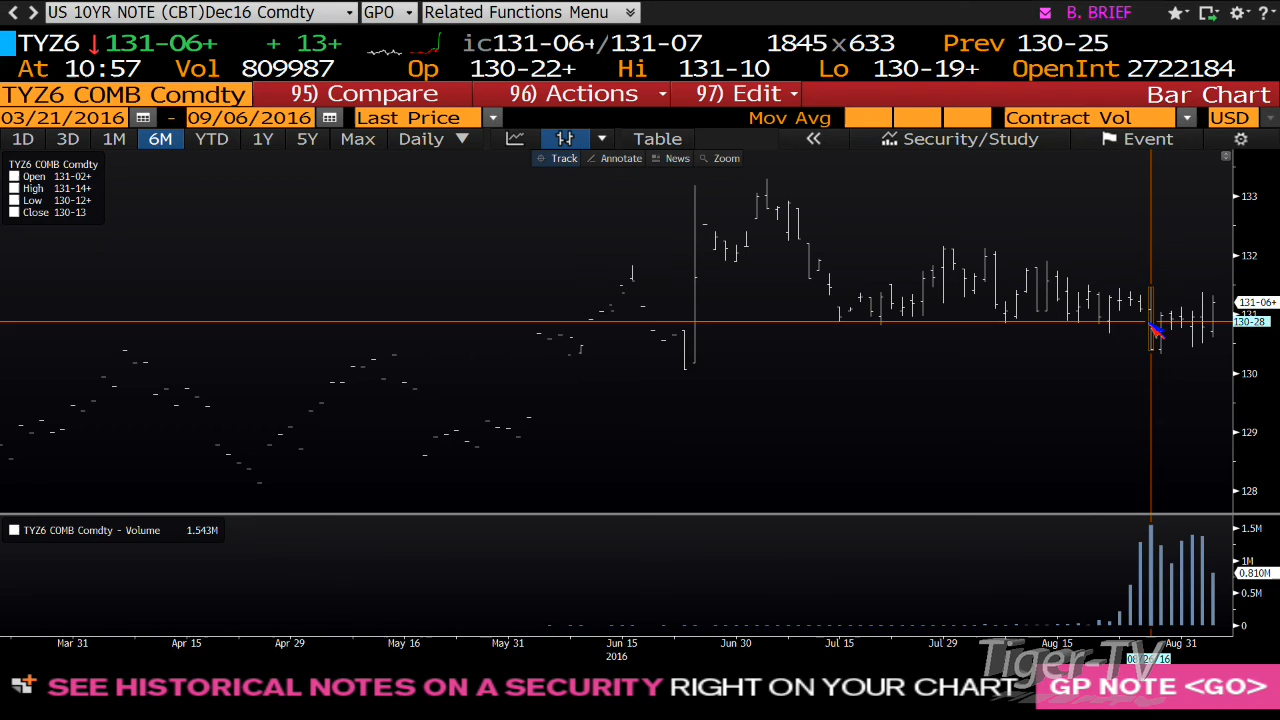 US 10YR NOTE (CBT)Dec16 Comdty GPO Related Functions Menu B. BRIEF
TYZ6 131-06+ + 13+ ic131-06+/131-07 1845x633 Prev 130-25
At 10:57 Vol 809987 Op 130-22+ Hi 131-10 Lo 130-19+ OpenInt 2722184
TYZ6 COMB Comdty 95) Compare 96) Actions 97) Edit Bar Chart
03/21/2016 - 09/06/2016 Last Price Mov Avg Contract Vol USD
1D 3D 1M 6M YTD 1Y 5Y Max Daily Table Security/Study Event
Track Annotate News Zoom
TYZ6 COMB Comdty
Open 131-02+
High 131-14+
Low 130-12+
Close 130-13
133
132
131-06+
131
130-28
130
129
128
TYZ6 COMB Comdty - Volume 1.543M
1.5M
1M
0.810M
0.5M
0
Mar 31 Apr 15 Apr 29 May 16 May 31 Jun 15 Jun 30 Jul 15 Jul 29 Aug 15 Aug 31
2016
Tiger-TV
SEE HISTORICAL NOTES ON A SECURITY RIGHT ON YOUR CHART GP NOTE <GO>